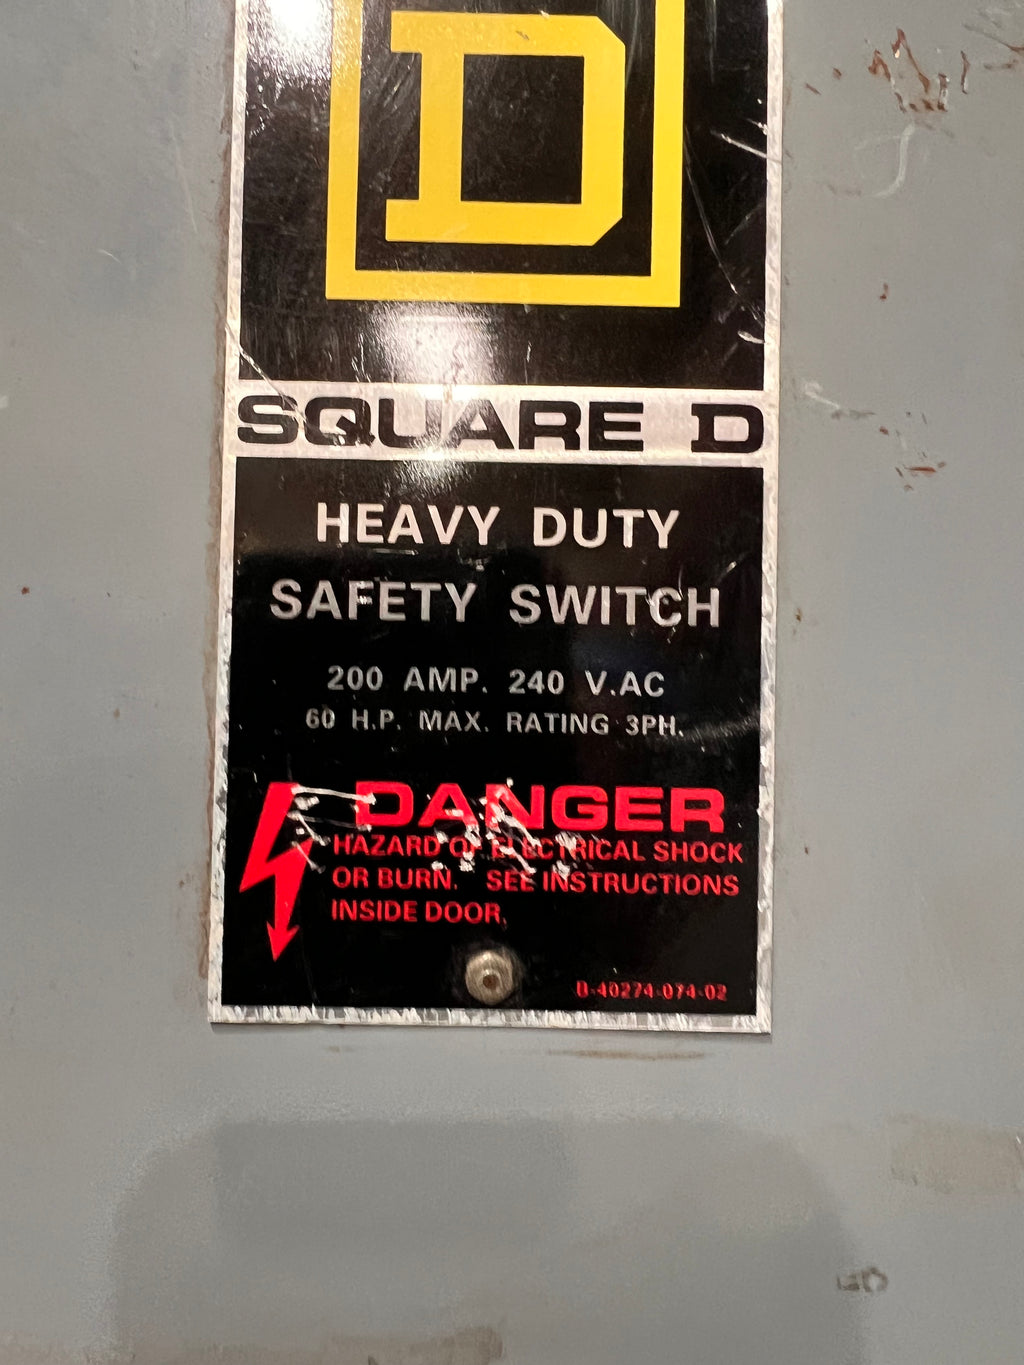 D
SQUARE D
HEAVY DUTY
SAFETY SWITCH
200 AMP. 240 V.AC
60 H.P. MAX. RATING 3PH.
DANGER
HAZARD OF ELECTRICAL SHOCK
OR BURN. SEE INSTRUCTIONS
INSIDE DOOR.
B-40274-074-02